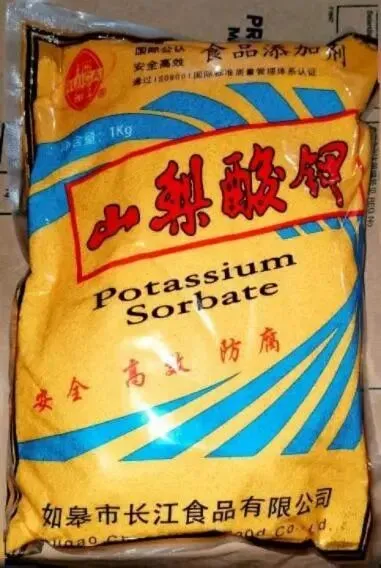 国际公认
安全高效
食品添加剂
通过ISO9001国际标准质量管理体系认证
净含量：1Kg
山梨酸钾
Potassium
Sorbate
安全 高效 防腐
如皋市长江食品有限公司